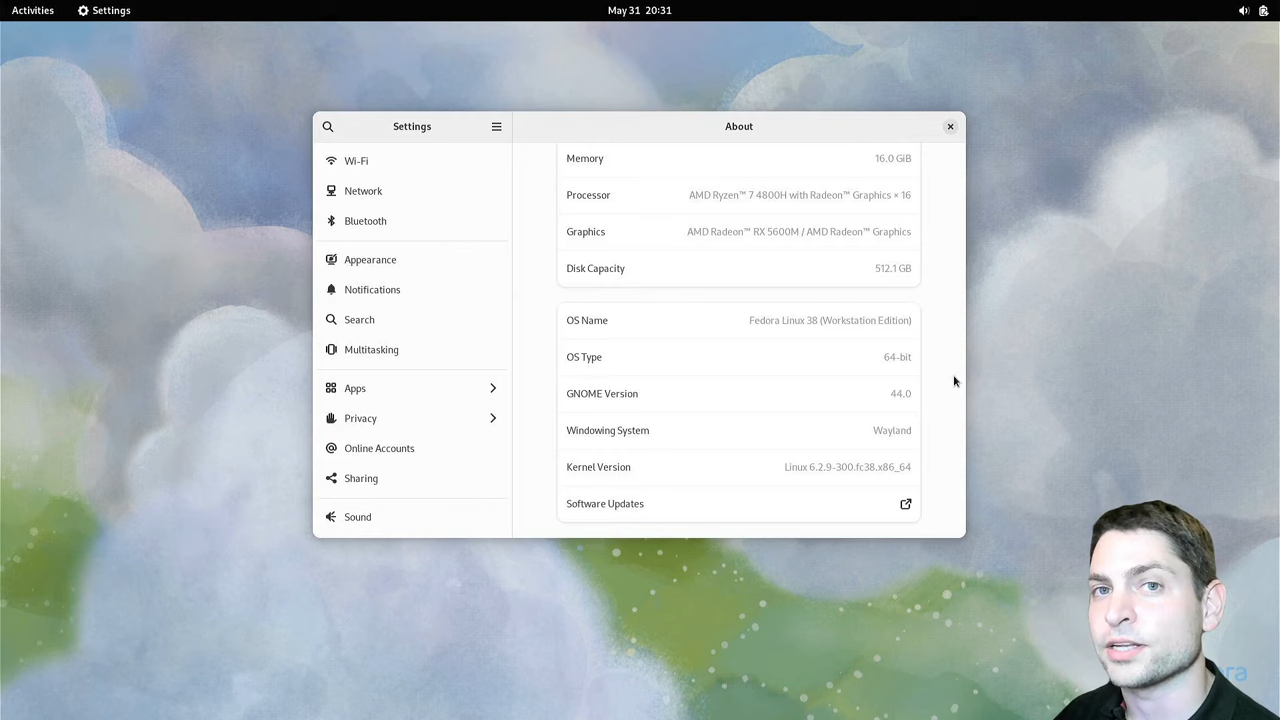 Activities Settings May 31 20:31
Settings About
Wi-Fi
Network
Bluetooth
Appearance
Notifications
Search
Multitasking
Apps
Privacy
Online Accounts
Sharing
Sound
Memory 16.0 GiB
Processor AMD Ryzen™ 7 4800H with Radeon™ Graphics × 16
Graphics AMD Radeon™ RX 5600M / AMD Radeon™ Graphics
Disk Capacity 512.1 GB
OS Name Fedora Linux 38 (Workstation Edition)
OS Type 64-bit
GNOME Version 44.0
Windowing System Wayland
Kernel Version Linux 6.2.9-300.fc38.x86_64
Software Updates